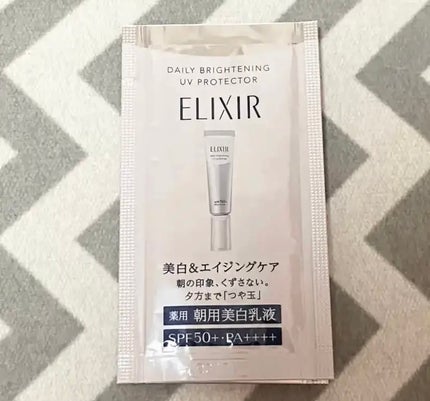 DAILY BRIGHTENING
UV PROTECTOR
ELIXIR
ELIXIR
美白&エイジングケア
朝の印象、くずさない。
夕方まで「つや玉」
薬用 朝用美白乳液
SPF50+・PA++++